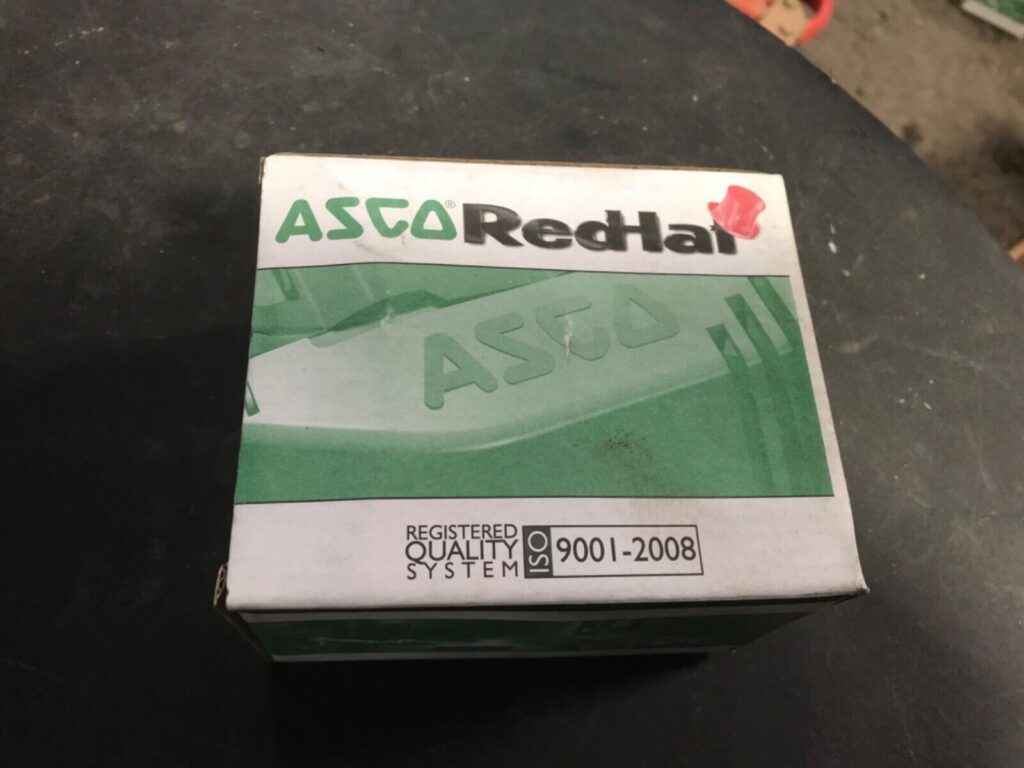 ASCO® RedHat
ASCO
REGISTERED
QUALITY
SYSTEM
ISO 9001-2008